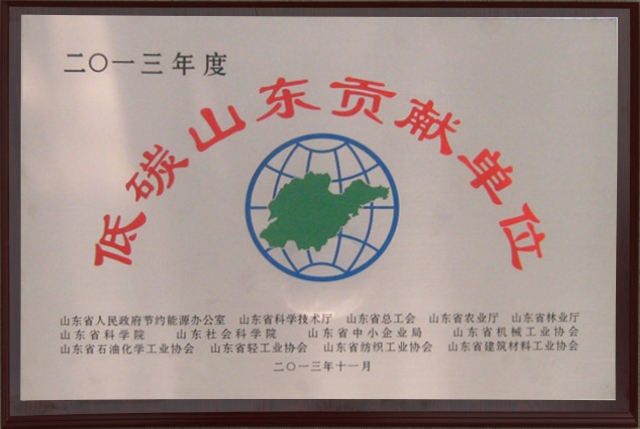 二〇一三年度
低碳山东贡献单位
山东省人民政府节约能源办公室 山东省科学技术厅 山东省总工会 山东省农业厅 山东省林业厅
山东省科学院 山东社会科学院 山东省中小企业局 山东省机械工业协会
山东省石油化学工业协会 山东省轻工业协会 山东省纺织工业协会 山东省建筑材料工业协会
二〇一三年十一月